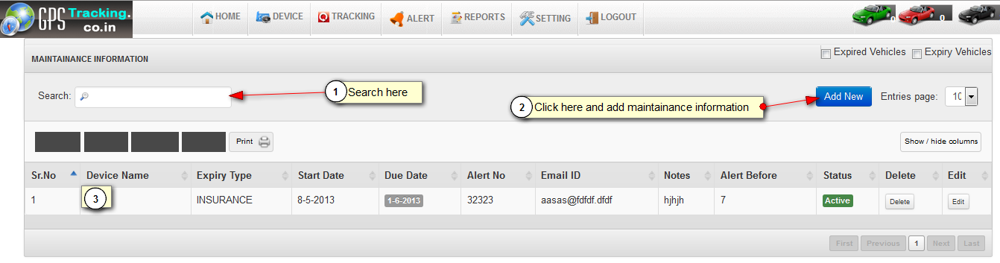 GPS Tracking.
co.in
HOME DEVICE TRACKING ALERT REPORTS SETTING LOGOUT 0 0
MAINTAINANCE INFORMATION
Expired Vehicles Expiry Vehicles
Search: 1 Search here
2 Click here and add maintainance information Add New Entries page: 10
Print Show / hide columns
Sr.No Device Name Expiry Type Start Date Due Date Alert No Email ID Notes Alert Before Status Delete Edit
1 3 INSURANCE 8-5-2013 1-6-2013 32323 aasas@fdfdf.dfdf hjhjh 7 Active Delete Edit
First Previous 1 Next Last